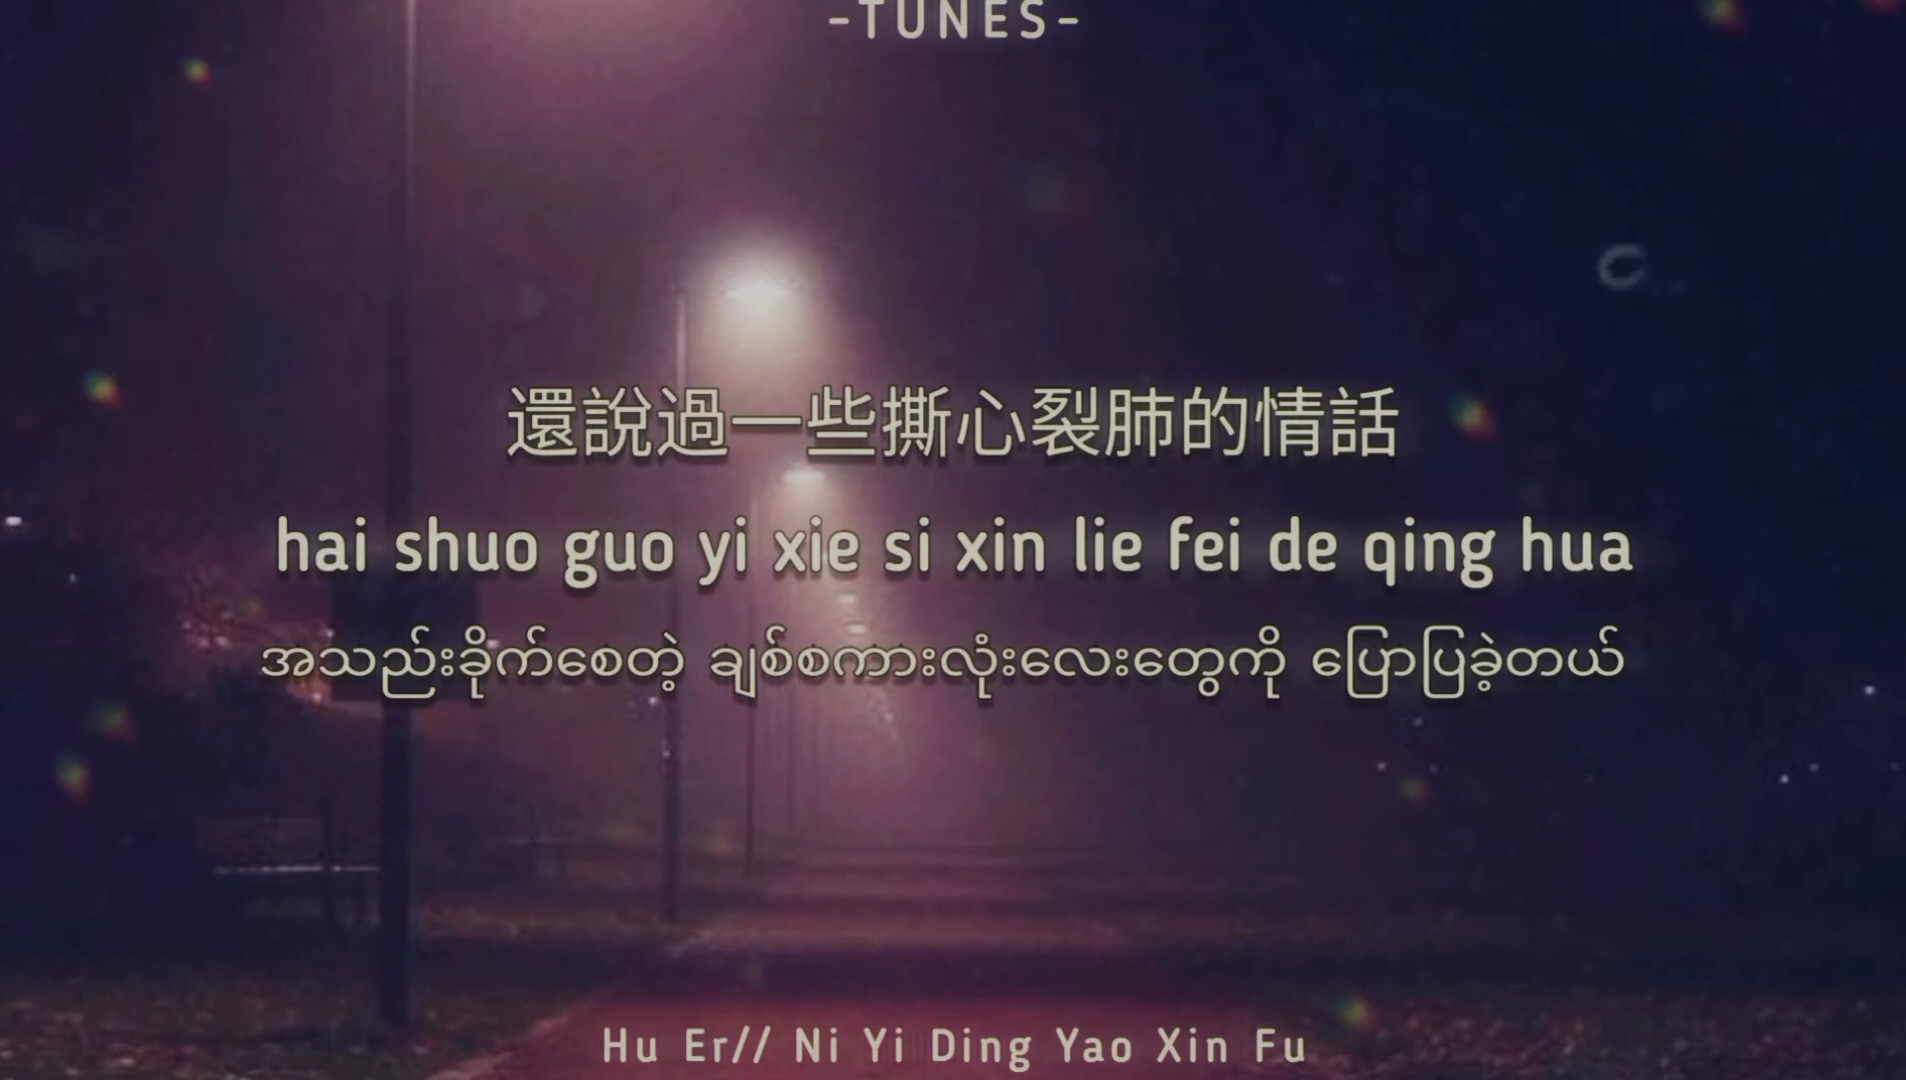 -TUNES-
還說過一些撕心裂肺的情話
hai shuo guo yi xie si xin lie fei de qing hua
အသည်းခိုက်စေတဲ့ ချစ်စကားလုံးလေးတွေကို ပြောပြခဲ့တယ်
Hu Er// Ni Yi Ding Yao Xin Fu